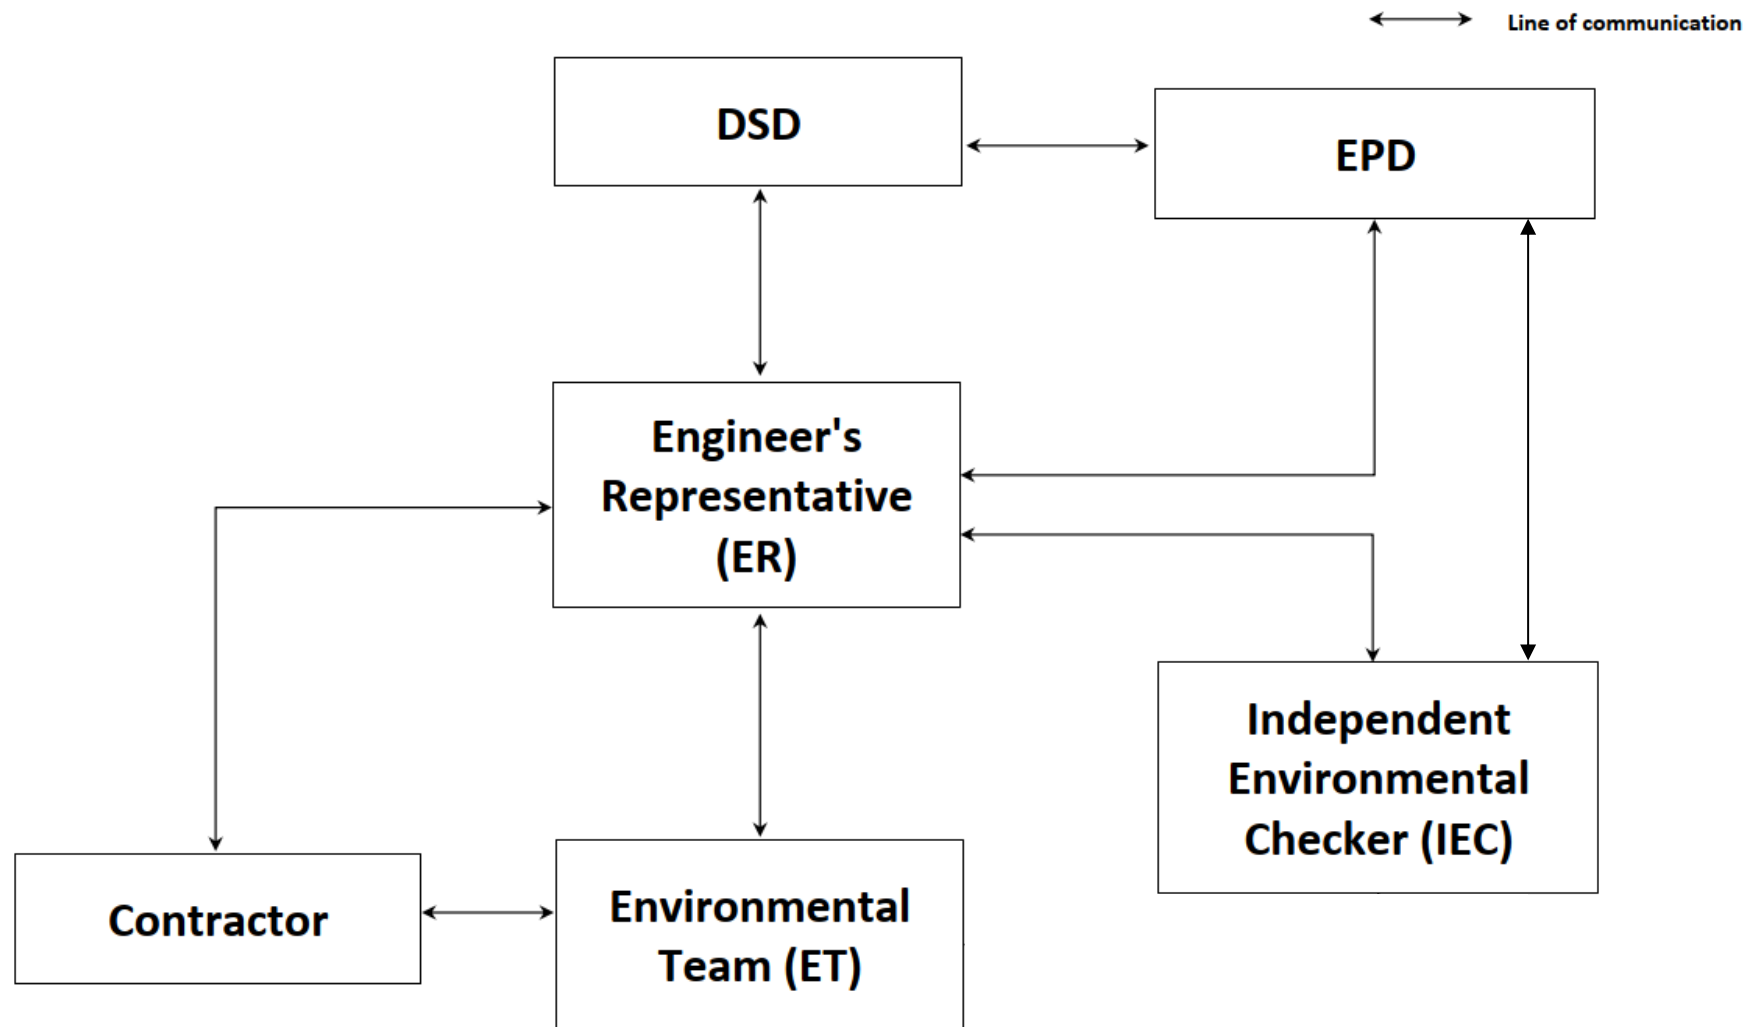 Line of communication
DSD
EPD
Engineer's
Representative
(ER)
Independent
Environmental
Checker (IEC)
Contractor
Environmental
Team (ET)